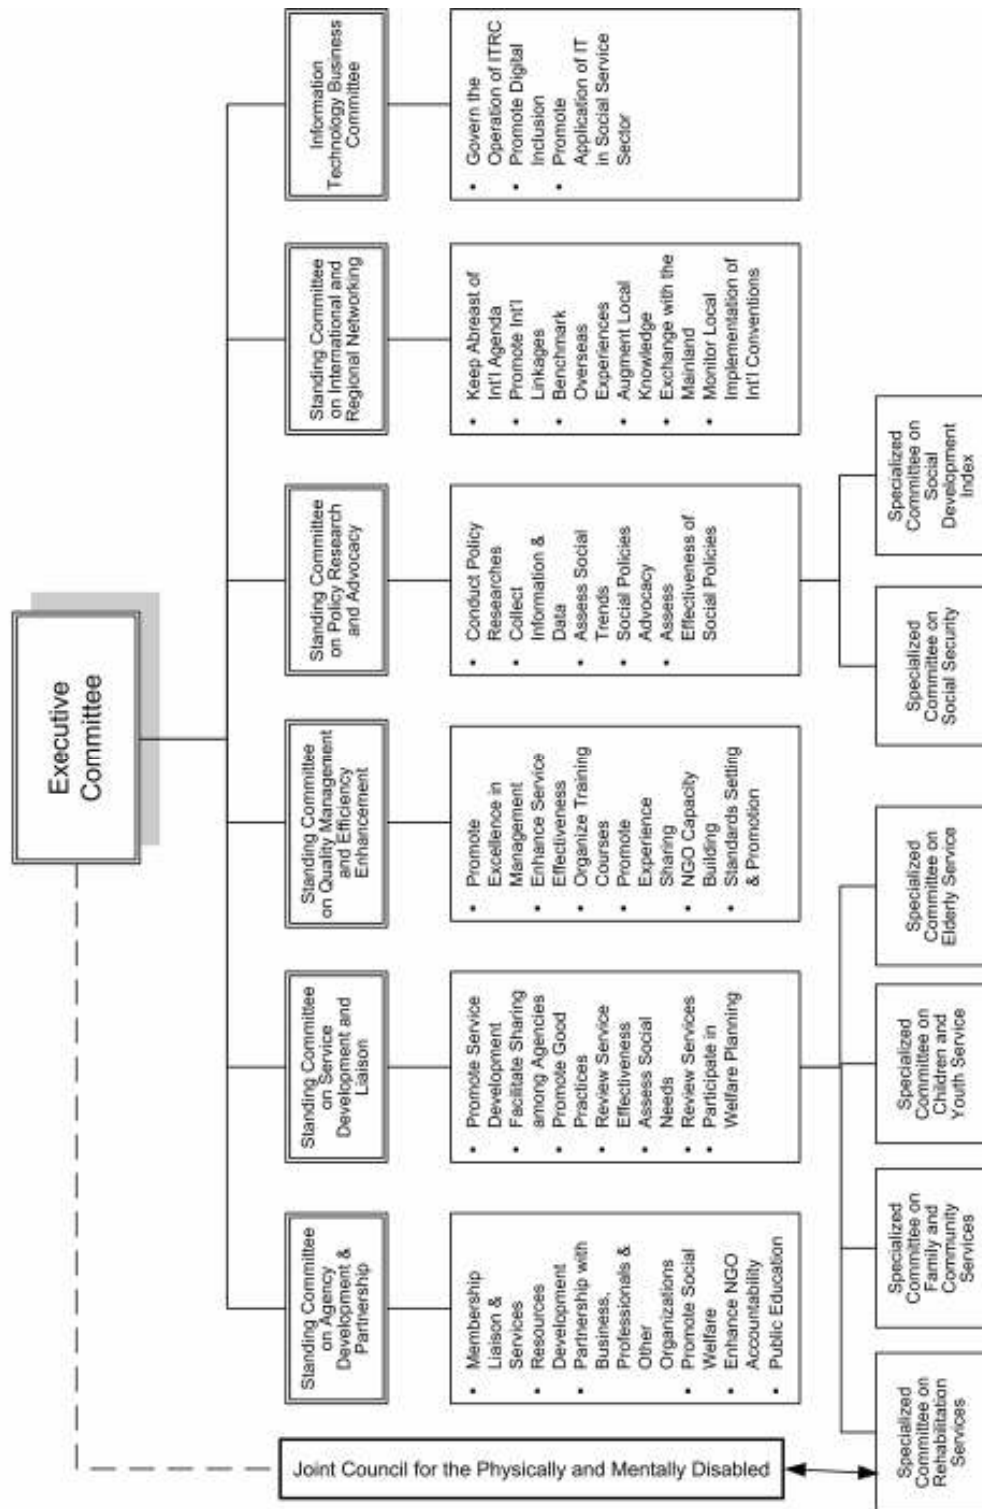 Executive
Committee
Standing Committee
on Agency
Development &
Partnership
Standing Committee
on Service
Development and
Liaison
Standing Committee
on Quality Management
and Efficiency
Enhancement
Standing Committee
on Policy Research
and Advocacy
Standing Committee
on International and
Regional Networking
Information
Technology Business
Committee
• Membership
Liaison &
Services
• Resources
Development
• Partnership with
Business,
Professionals &
Other
Organizations
• Promote Social
Welfare
• Enhance NGO
Accountability
• Public Education
• Promote Service
Development
• Facilitate Sharing
among Agencies
• Promote Good
Practices
• Review Service
Effectiveness
• Assess Social
Needs
• Review Services
• Participate in
Welfare Planning
• Promote
Excellence in
Management
• Enhance Service
Effectiveness
• Organize Training
Courses
• Promote
Experience
Sharing
• NGO Capacity
Building
• Standards Setting
& Promotion
• Conduct Policy
Researches
• Collect
Information &
Data
• Assess Social
Trends
• Social Policies
Advocacy
• Assess
Effectiveness of
Social Policies
• Keep Abreast of
Int'l Agenda
• Promote Int'l
Linkages
• Benchmark
Overseas
Experiences
• Augment Local
Knowledge
• Exchange with the
Mainland
• Monitor Local
Implementation of
Int'l Conventions
• Govern the
Operation of ITRC
• Promote Digital
Inclusion
• Promote
Application of IT
in Social Service
Sector
Joint Council for the Physically and Mentally Disabled
Specialized
Committee on
Rehabilitation
Services
Specialized
Committee on
Family and
Community
Services
Specialized
Committee on
Children and
Youth Service
Specialized
Committee on
Elderly Service
Specialized
Committee on
Social Security
Specialized
Committee on
Social
Development
Index